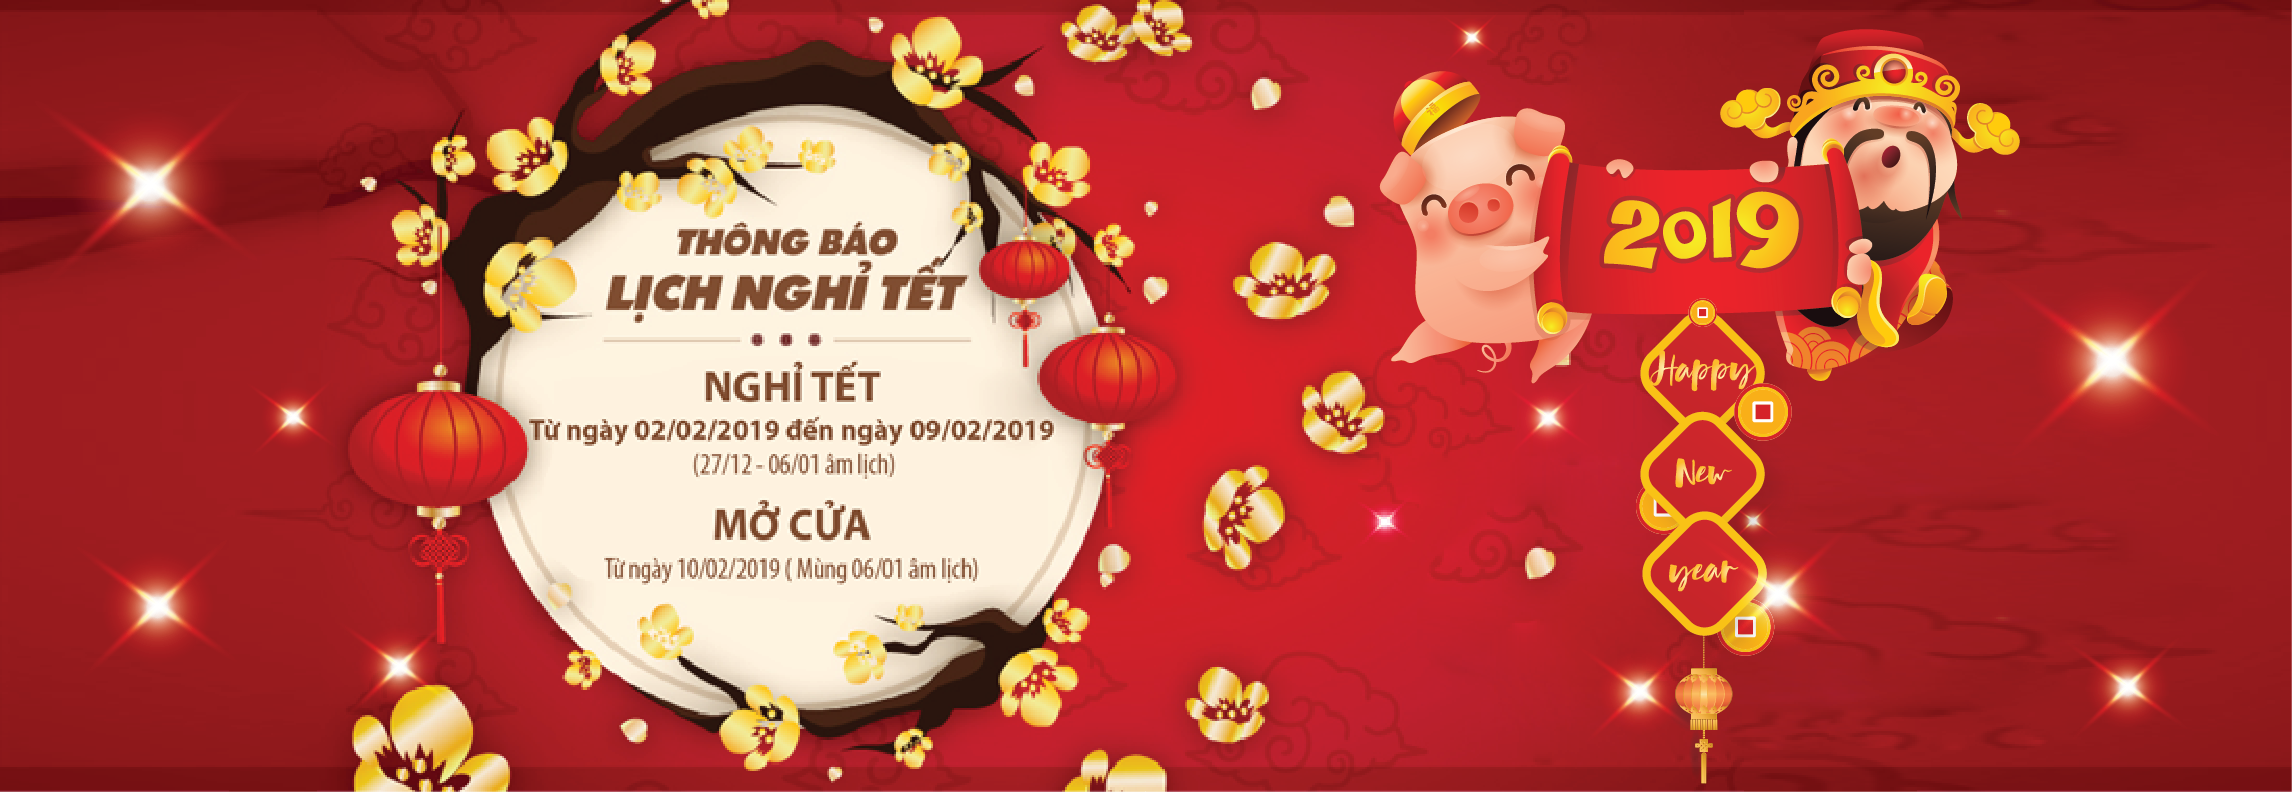 THÔNG BÁO
LỊCH NGHỈ TẾT
NGHỈ TẾT
Từ ngày 02/02/2019 đến ngày 09/02/2019
(27/12 - 06/01 âm lịch)
MỞ CỬA
Từ ngày 10/02/2019 ( Mùng 06/01 âm lịch)
2019
Happy
New
year